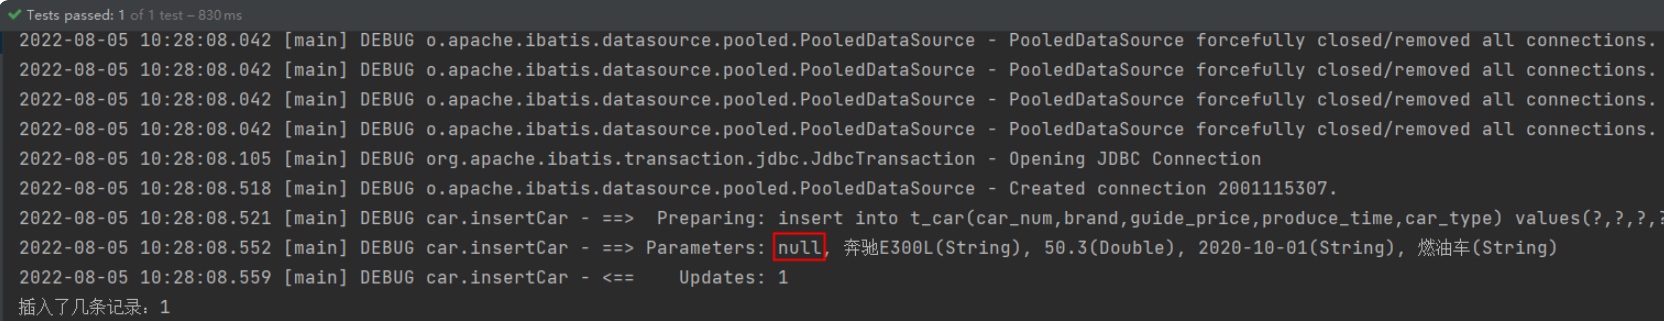 Tests passed: 1 of 1 test – 830 ms
2022-08-05 10:28:08.042 [main] DEBUG o.apache.ibatis.datasource.pooled.PooledDataSource - PooledDataSource forcefully closed/removed all connections.
2022-08-05 10:28:08.042 [main] DEBUG o.apache.ibatis.datasource.pooled.PooledDataSource - PooledDataSource forcefully closed/removed all connections.
2022-08-05 10:28:08.042 [main] DEBUG o.apache.ibatis.datasource.pooled.PooledDataSource - PooledDataSource forcefully closed/removed all connections.
2022-08-05 10:28:08.042 [main] DEBUG o.apache.ibatis.datasource.pooled.PooledDataSource - PooledDataSource forcefully closed/removed all connections.
2022-08-05 10:28:08.105 [main] DEBUG org.apache.ibatis.transaction.jdbc.JdbcTransaction - Opening JDBC Connection
2022-08-05 10:28:08.518 [main] DEBUG o.apache.ibatis.datasource.pooled.PooledDataSource - Created connection 2001115307.
2022-08-05 10:28:08.521 [main] DEBUG car.insertCar - ==>  Preparing: insert into t_car(car_num,brand,guide_price,produce_time,car_type) values(?,?,?,?
2022-08-05 10:28:08.552 [main] DEBUG car.insertCar - ==> Parameters: null, 奔驰E300L(String), 50.3(Double), 2020-10-01(String), 燃油车(String)
2022-08-05 10:28:08.559 [main] DEBUG car.insertCar - <==    Updates: 1
插入了几条记录：1